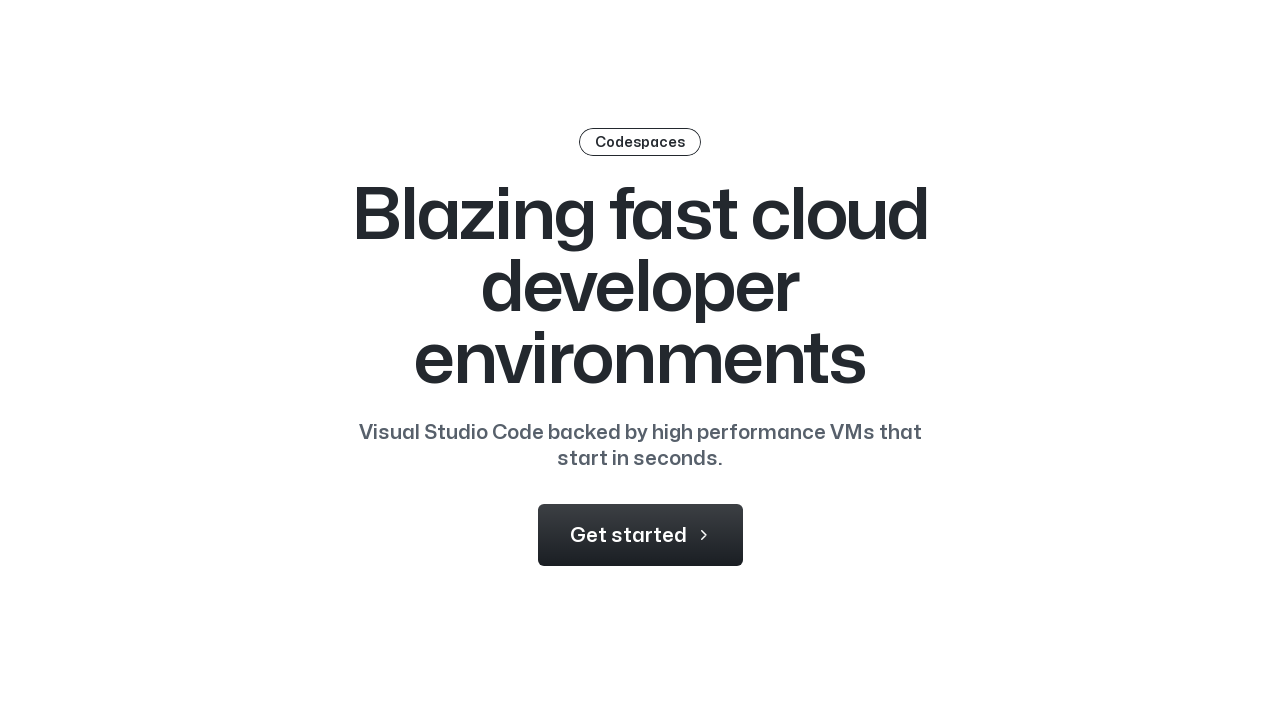 Codespaces
Blazing fast cloud
developer
environments
Visual Studio Code backed by high performance VMs that
start in seconds.
Get started